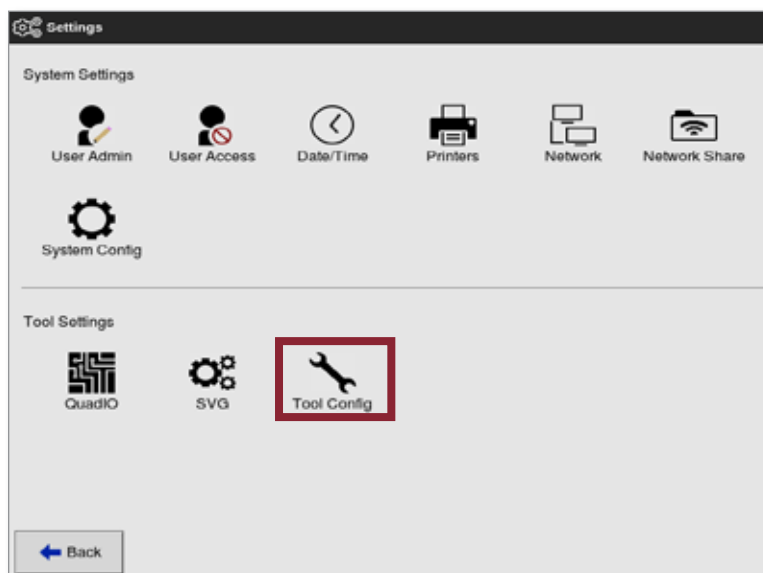 Settings
System Settings
User Admin User Access Date/Time Printers Network Network Share
System Config
Tool Settings
QuadIO SVG Tool Config
Back